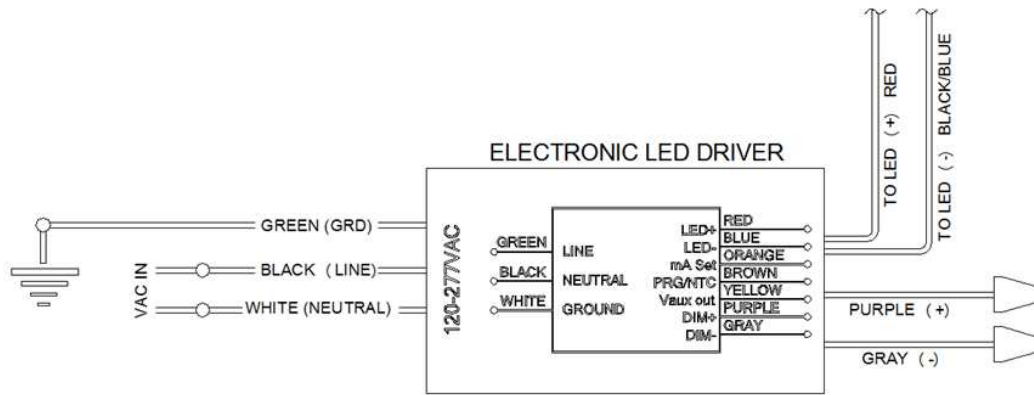 TO LED ( + ) RED
TO LED ( - ) BLACK/BLUE
ELECTRONIC LED DRIVER
GREEN (GRD)
VAC IN
BLACK ( LINE)
WHITE (NEUTRAL)
120-277VAC
GREEN LINE
BLACK NEUTRAL
WHITE GROUND
LED+ RED
LED- BLUE
mA Set ORANGE
PRG/NTC BROWN
Vaux out YELLOW
DIM+ PURPLE
DIM- GRAY
PURPLE ( + )
GRAY ( - )